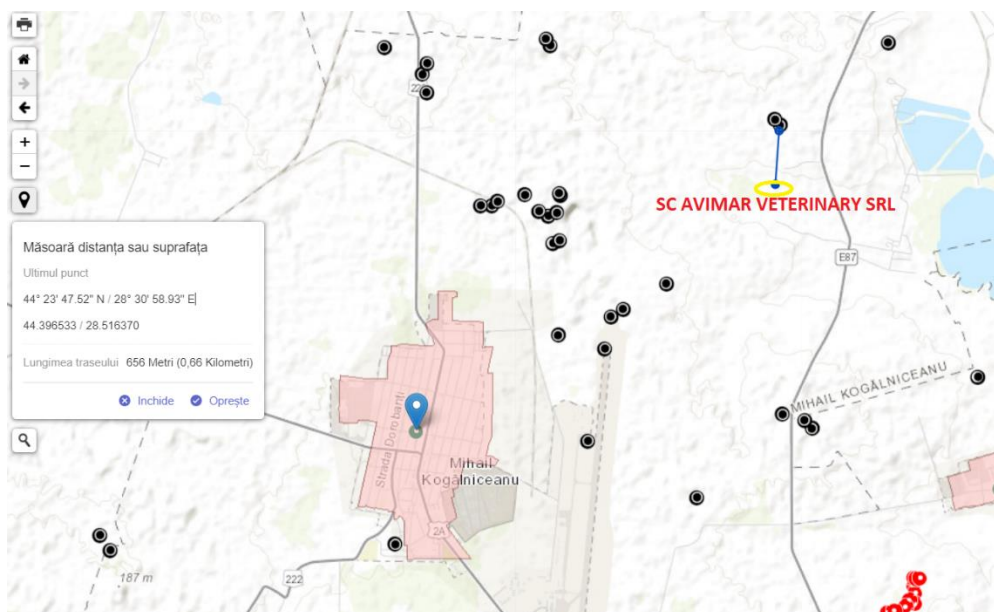 22
SC AVIMAR VETERINARY SRL
E87
Măsoară distanța sau suprafața
Ultimul punct
44° 23' 47.52" N / 28° 30' 58.93" E
44.396533 / 28.516370
Lungimea traseului 656 Metri (0,66 Kilometri)
Inchide Oprește
MIHAIL KOGĂLNICEANU
Strada Dorobanți
Mihail
Kogălniceanu
2A
187 m
222